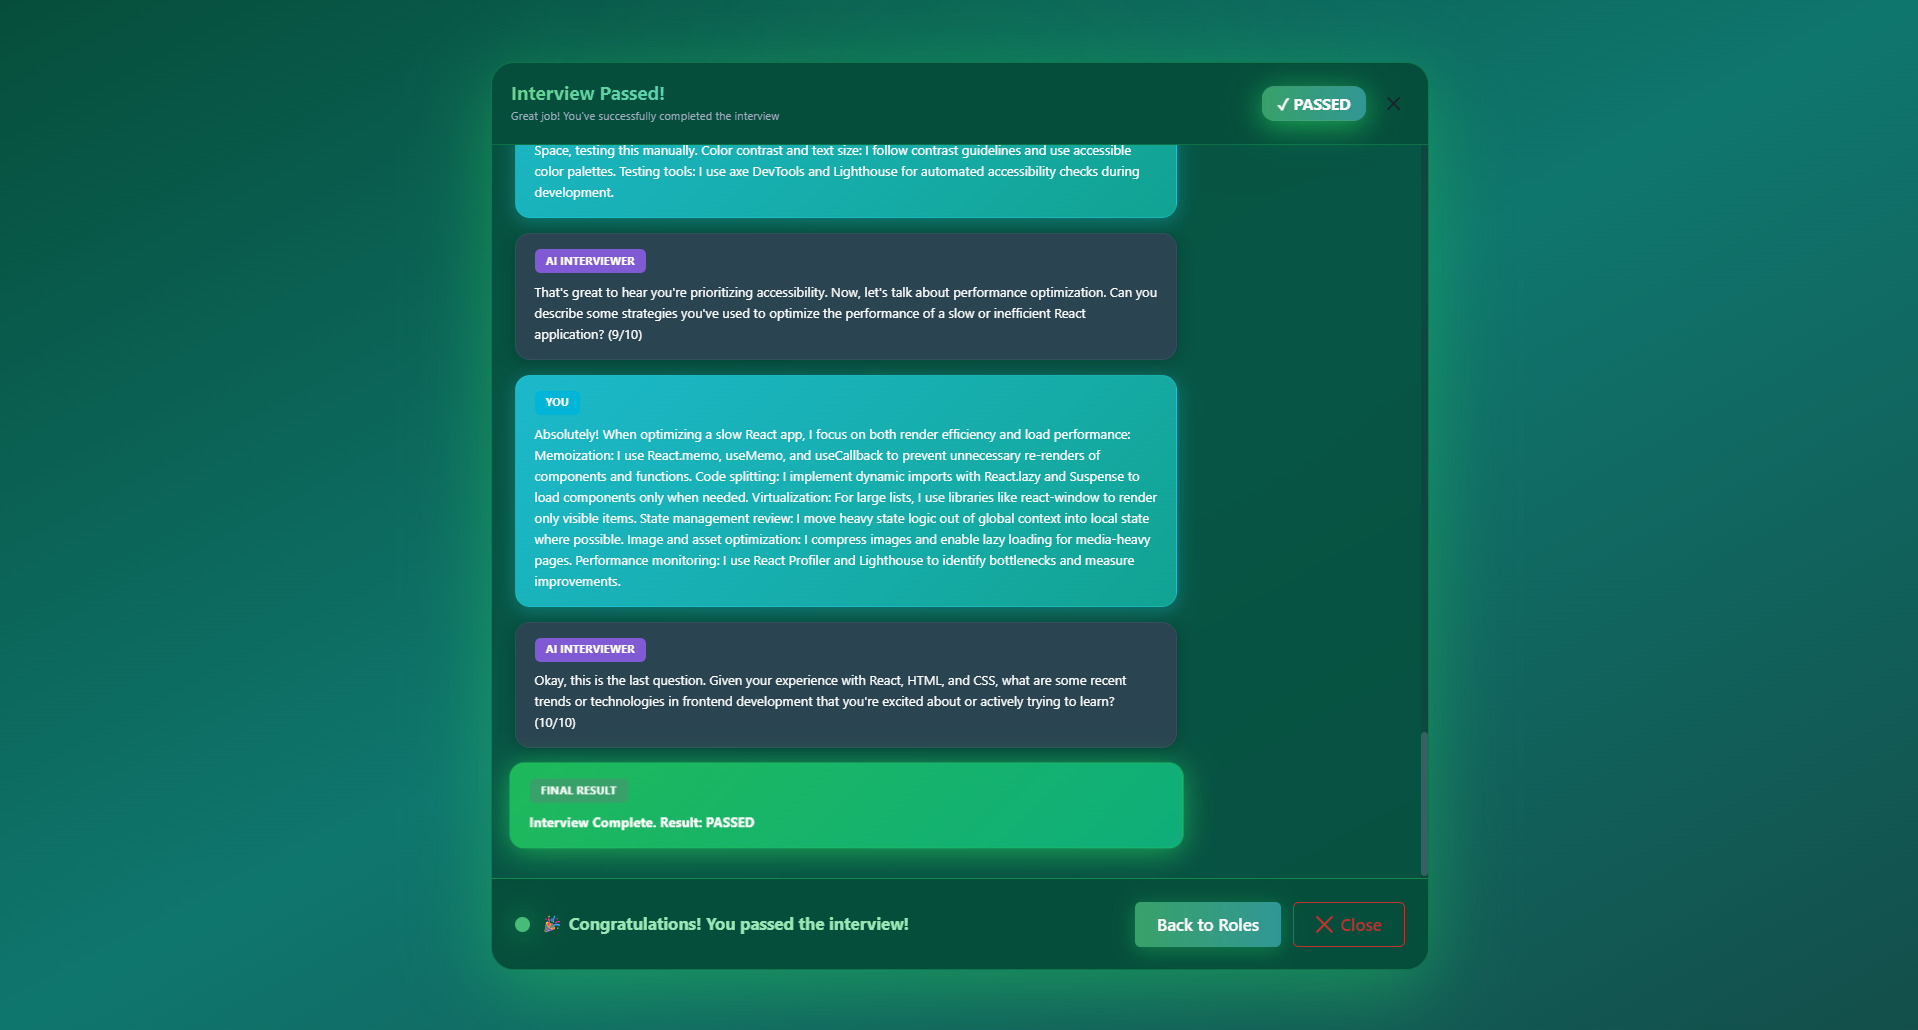 Interview Passed!
Great job! You've successfully completed the interview
✓ PASSED
Space, testing this manually. Color contrast and text size: I follow contrast guidelines and use accessible
color palettes. Testing tools: I use axe DevTools and Lighthouse for automated accessibility checks during
development.
AI INTERVIEWER
That's great to hear you're prioritizing accessibility. Now, let's talk about performance optimization. Can you
describe some strategies you've used to optimize the performance of a slow or inefficient React
application? (9/10)
YOU
Absolutely! When optimizing a slow React app, I focus on both render efficiency and load performance:
Memoization: I use React.memo, useMemo, and useCallback to prevent unnecessary re-renders of
components and functions. Code splitting: I implement dynamic imports with React.lazy and Suspense to
load components only when needed. Virtualization: For large lists, I use libraries like react-window to render
only visible items. State management review: I move heavy state logic out of global context into local state
where possible. Image and asset optimization: I compress images and enable lazy loading for media-heavy
pages. Performance monitoring: I use React Profiler and Lighthouse to identify bottlenecks and measure
improvements.
AI INTERVIEWER
Okay, this is the last question. Given your experience with React, HTML, and CSS, what are some recent
trends or technologies in frontend development that you're excited about or actively trying to learn?
(10/10)
FINAL RESULT
Interview Complete. Result: PASSED
🎉 Congratulations! You passed the interview!
Back to Roles
Close